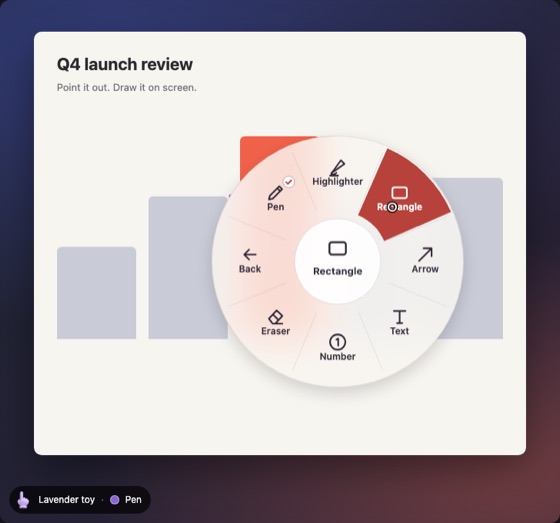 Q4 launch review
Point it out. Draw it on screen.
Highlighter
Pen
Rectangle
Back
Rectangle
Arrow
Eraser
Text
1
Number
Lavender toy · Pen